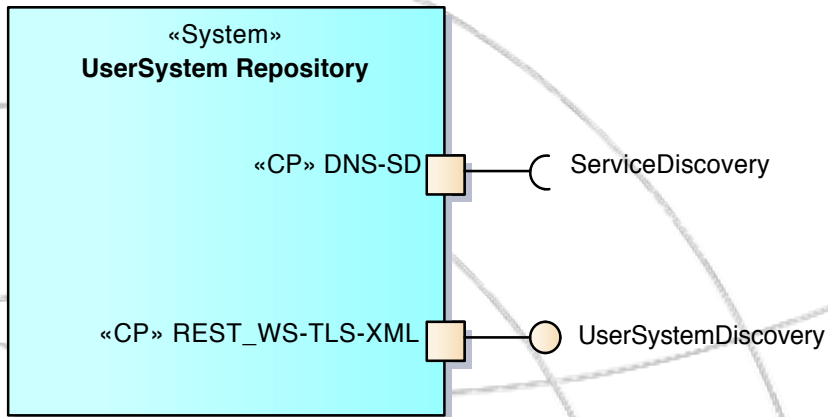 «System»
UserSystem Repository
«CP» DNS-SD
ServiceDiscovery
«CP» REST_WS-TLS-XML
UserSystemDiscovery